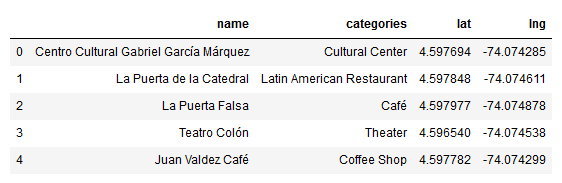 name categories lat lng
0 Centro Cultural Gabriel García Márquez Cultural Center 4.597694 -74.074285
1 La Puerta de la Catedral Latin American Restaurant 4.597848 -74.074611
2 La Puerta Falsa Café 4.597977 -74.074878
3 Teatro Colón Theater 4.596540 -74.074538
4 Juan Valdez Café Coffee Shop 4.597782 -74.074299